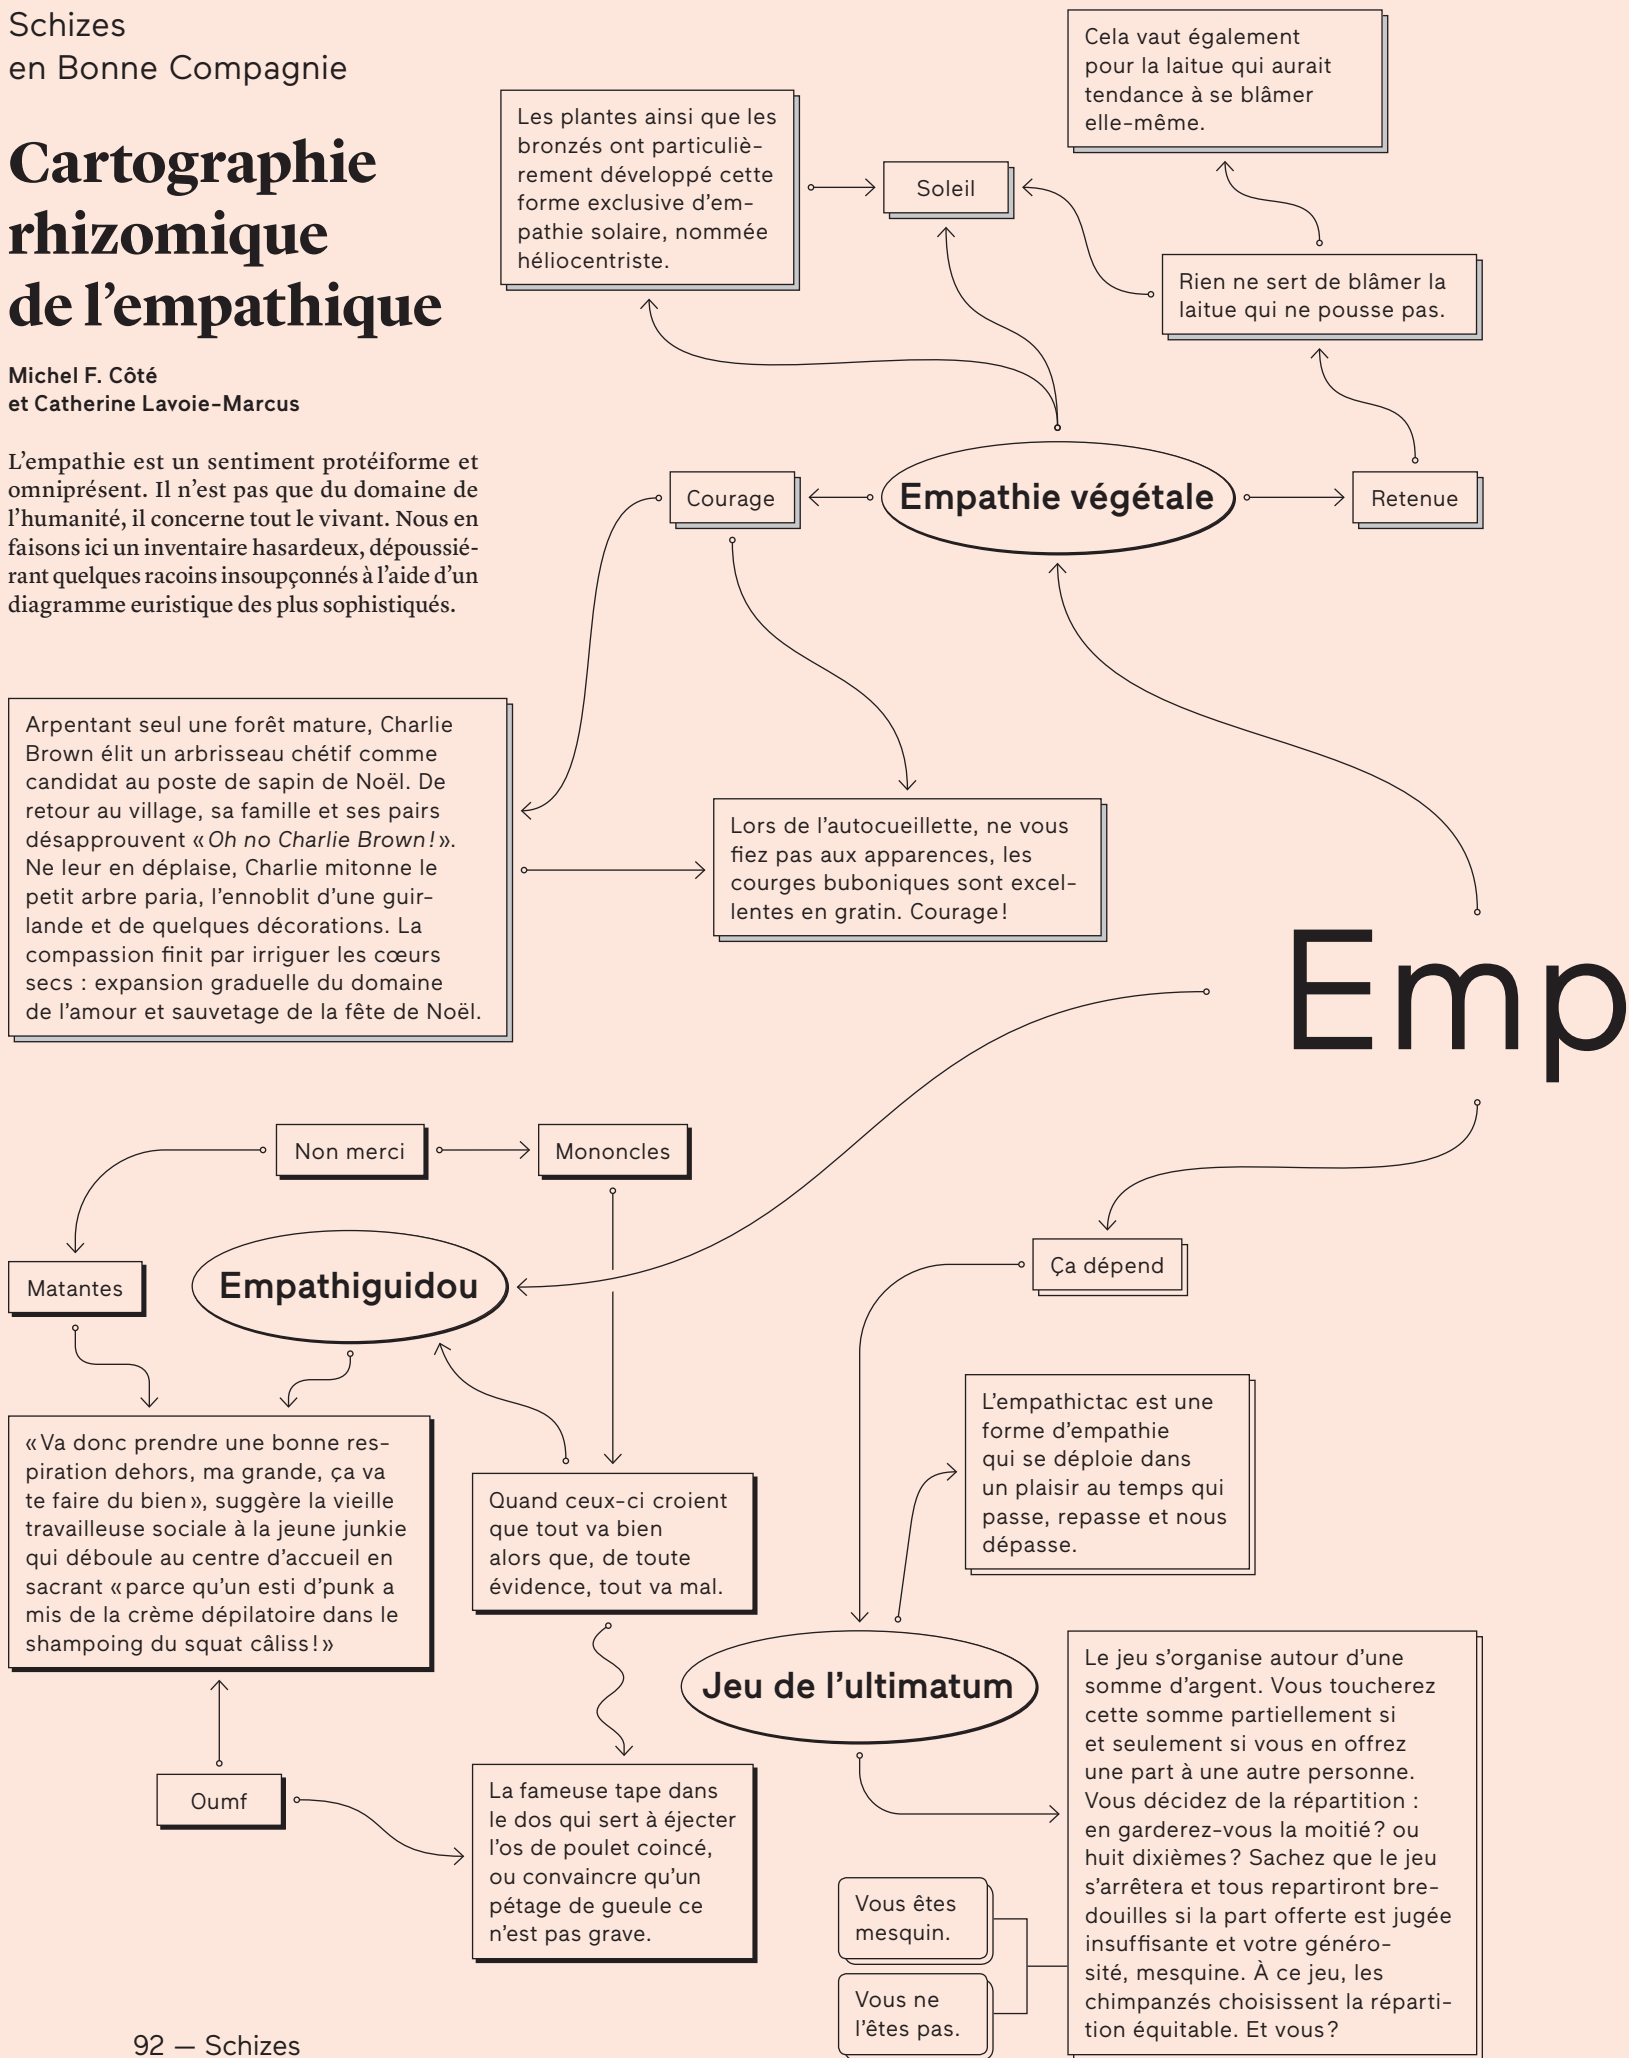 Schizes
en Bonne Compagnie
Cartographie
rhizomique
de l’empathique
Michel F. Côté
et Catherine Lavoie-Marcus
L’empathie est un sentiment protéiforme et
omniprésent. Il n’est pas que du domaine de
l’humanité, il concerne tout le vivant. Nous en
faisons ici un inventaire hasardeux, dépoussié-
rant quelques racoins insoupçonnés à l’aide d’un
diagramme euristique des plus sophistiqués.
Les plantes ainsi que les
bronzés ont particuliè-
rement développé cette
forme exclusive d’em-
pathie solaire, nommée
héliocentriste.
Soleil
Cela vaut également
pour la laitue qui aurait
tendance à se blâmer
elle-même.
Rien ne sert de blâmer la
laitue qui ne pousse pas.
Courage
Empathie végétale
Retenue
Arpentant seul une forêt mature, Charlie
Brown élit un arbrisseau chétif comme
candidat au poste de sapin de Noël. De
retour au village, sa famille et ses pairs
désapprouvent « Oh no Charlie Brown ! ».
Ne leur en déplaise, Charlie mitonne le
petit arbre paria, l’ennoblit d’une guir-
lande et de quelques décorations. La
compassion finit par irriguer les cœurs
secs : expansion graduelle du domaine
de l’amour et sauvetage de la fête de Noël.
Lors de l’autocueillette, ne vous
fiez pas aux apparences, les
courges buboniques sont excel-
lentes en gratin. Courage !
Emp
Non merci
Mononcles
Matantes
Empathiguidou
Ça dépend
« Va donc prendre une bonne res-
piration dehors, ma grande, ça va
te faire du bien », suggère la vieille
travailleuse sociale à la jeune junkie
qui déboule au centre d’accueil en
sacrant « parce qu’un esti d’punk a
mis de la crème dépilatoire dans le
shampoing du squat câliss ! »
Quand ceux-ci croient
que tout va bien
alors que, de toute
évidence, tout va mal.
L’empathictac est une
forme d’empathie
qui se déploie dans
un plaisir au temps qui
passe, repasse et nous
dépasse.
Jeu de l’ultimatum
Oumf
La fameuse tape dans
le dos qui sert à éjecter
l’os de poulet coincé,
ou convaincre qu’un
pétage de gueule ce
n’est pas grave.
Le jeu s’organise autour d’une
somme d’argent. Vous toucherez
cette somme partiellement si
et seulement si vous en offrez
une part à une autre personne.
Vous décidez de la répartition :
en garderez-vous la moitié ? ou
huit dixièmes ? Sachez que le jeu
s’arrêtera et tous repartiront bre-
douilles si la part offerte est jugée
insuffisante et votre généro-
sité, mesquine. À ce jeu, les
chimpanzés choisissent la réparti-
tion équitable. Et vous ?
Vous êtes
mesquin.
Vous ne
l’êtes pas.
92 — Schizes